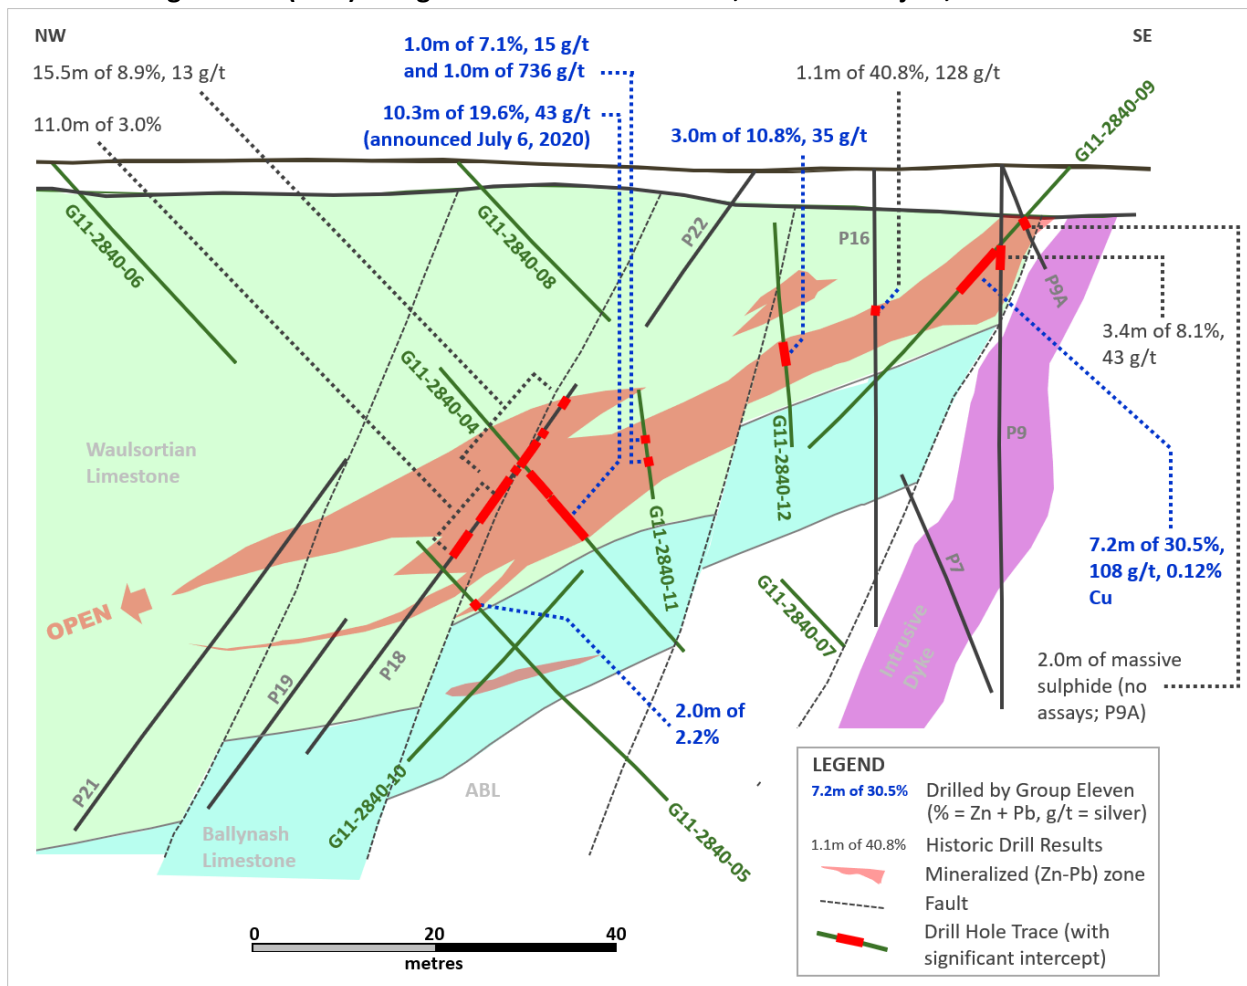 NW
SE
15.5m of 8.9%, 13 g/t
11.0m of 3.0%
1.0m of 7.1%, 15 g/t
and 1.0m of 736 g/t
10.3m of 19.6%, 43 g/t
(announced July 6, 2020)
3.0m of 10.8%, 35 g/t
1.1m of 40.8%, 128 g/t
G11-2840-09
G11-2840-06
G11-2840-08
P22
P16
P9A
3.4m of 8.1%,
43 g/t
G11-2840-04
Waulsortian
Limestone
G11-2840-12
P9
G11-2840-11
P7
7.2m of 30.5%,
108 g/t, 0.12%
Cu
OPEN
G11-2840-07
Intrusive
Dyke
P19
P18
2.0m of massive
sulphide (no
assays; P9A)
2.0m of
2.2%
P21
G11-2840-10
ABL
Ballynash
Limestone
G11-2840-05
LEGEND
7.2m of 30.5%
Drilled by Group Eleven
(% = Zn + Pb, g/t = silver)
1.1m of 40.8%
Historic Drill Results
Mineralized (Zn-Pb) zone
Fault
Drill Hole Trace (with
significant intercept)
0
20
40
metres